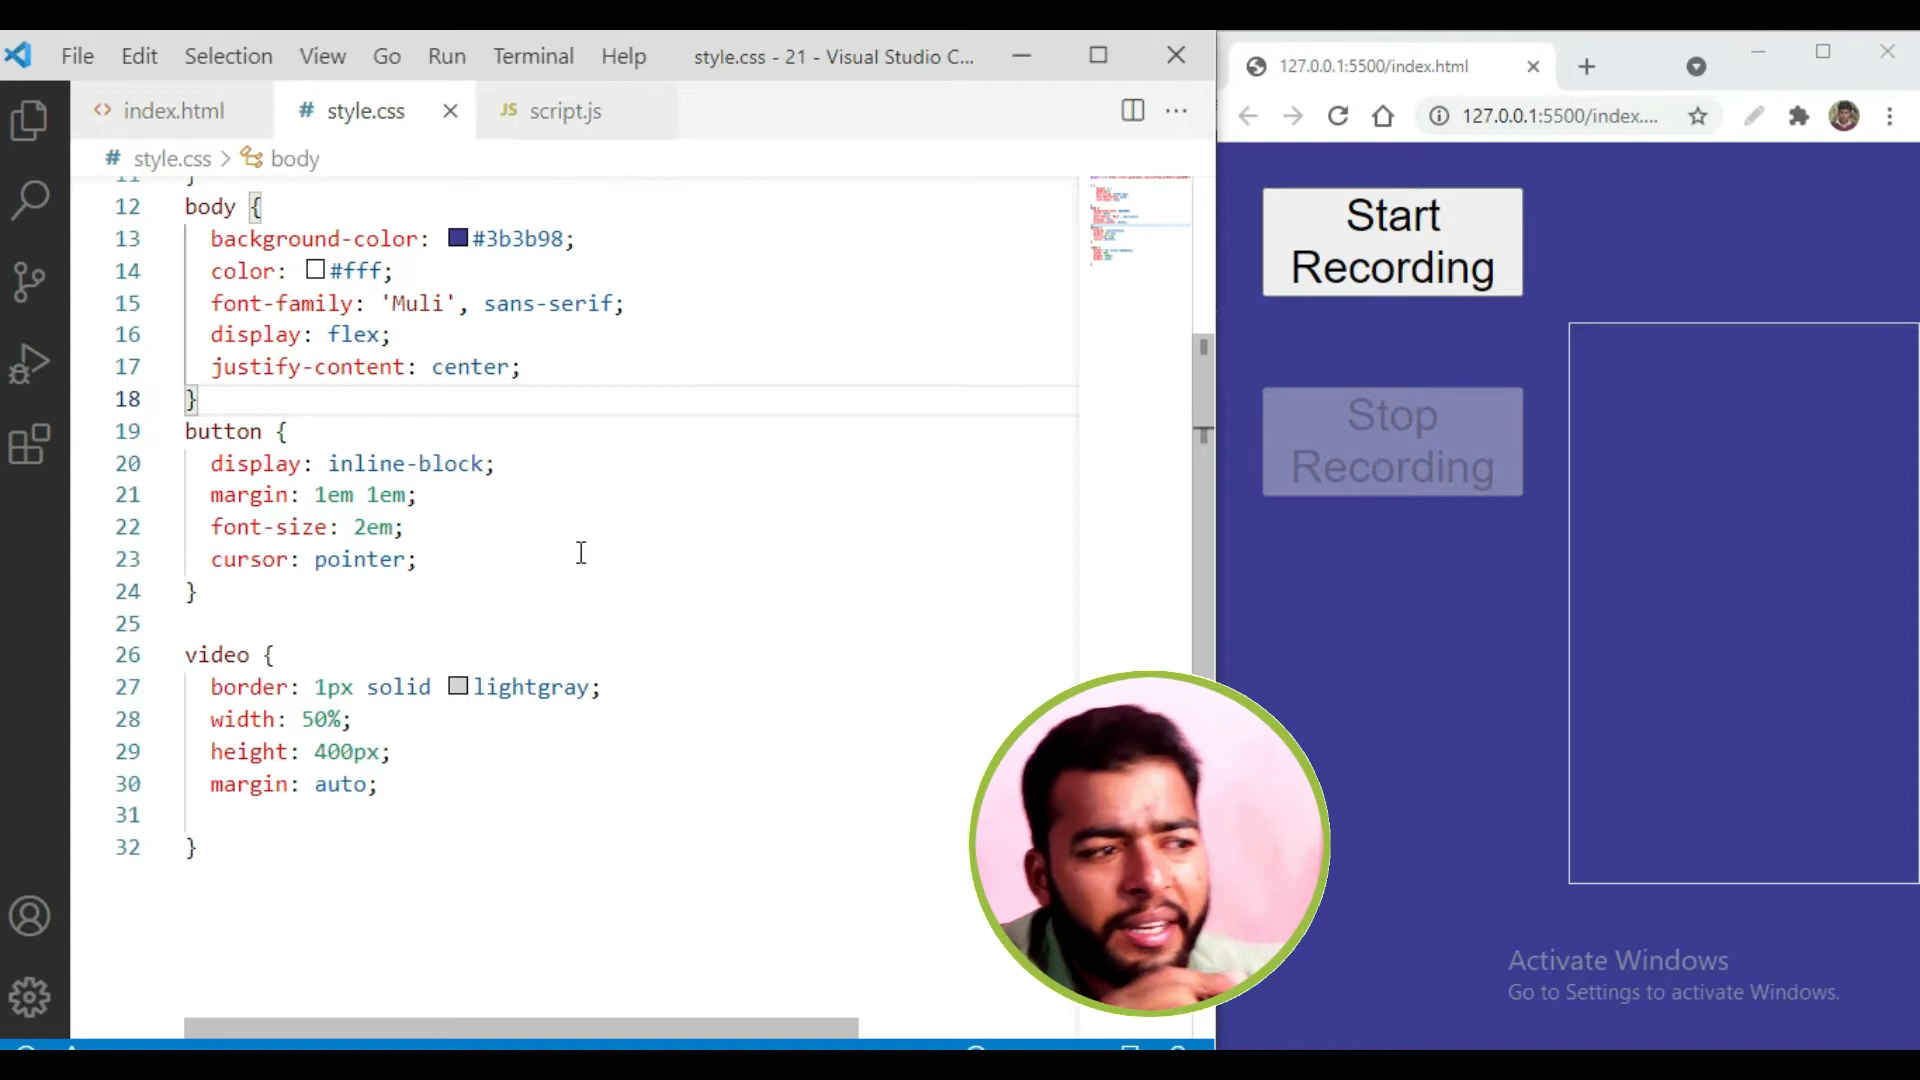 File Edit Selection View Go Run Terminal Help style.css - 21 - Visual Studio C...
index.html # style.css JS script.js
# style.css > body
12 body {
13 background-color: #3b3b98;
14 color: #fff;
15 font-family: 'Muli', sans-serif;
16 display: flex;
17 justify-content: center;
18 }
19 button {
20 display: inline-block;
21 margin: 1em 1em;
22 font-size: 2em;
23 cursor: pointer;
24 }
25
26 video {
27 border: 1px solid lightgray;
28 width: 50%;
29 height: 400px;
30 margin: auto;
31
32 }
127.0.0.1:5500/index.html
127.0.0.1:5500/index....
Start
Recording
Stop
Recording
Activate Windows
Go to Settings to activate Windows.